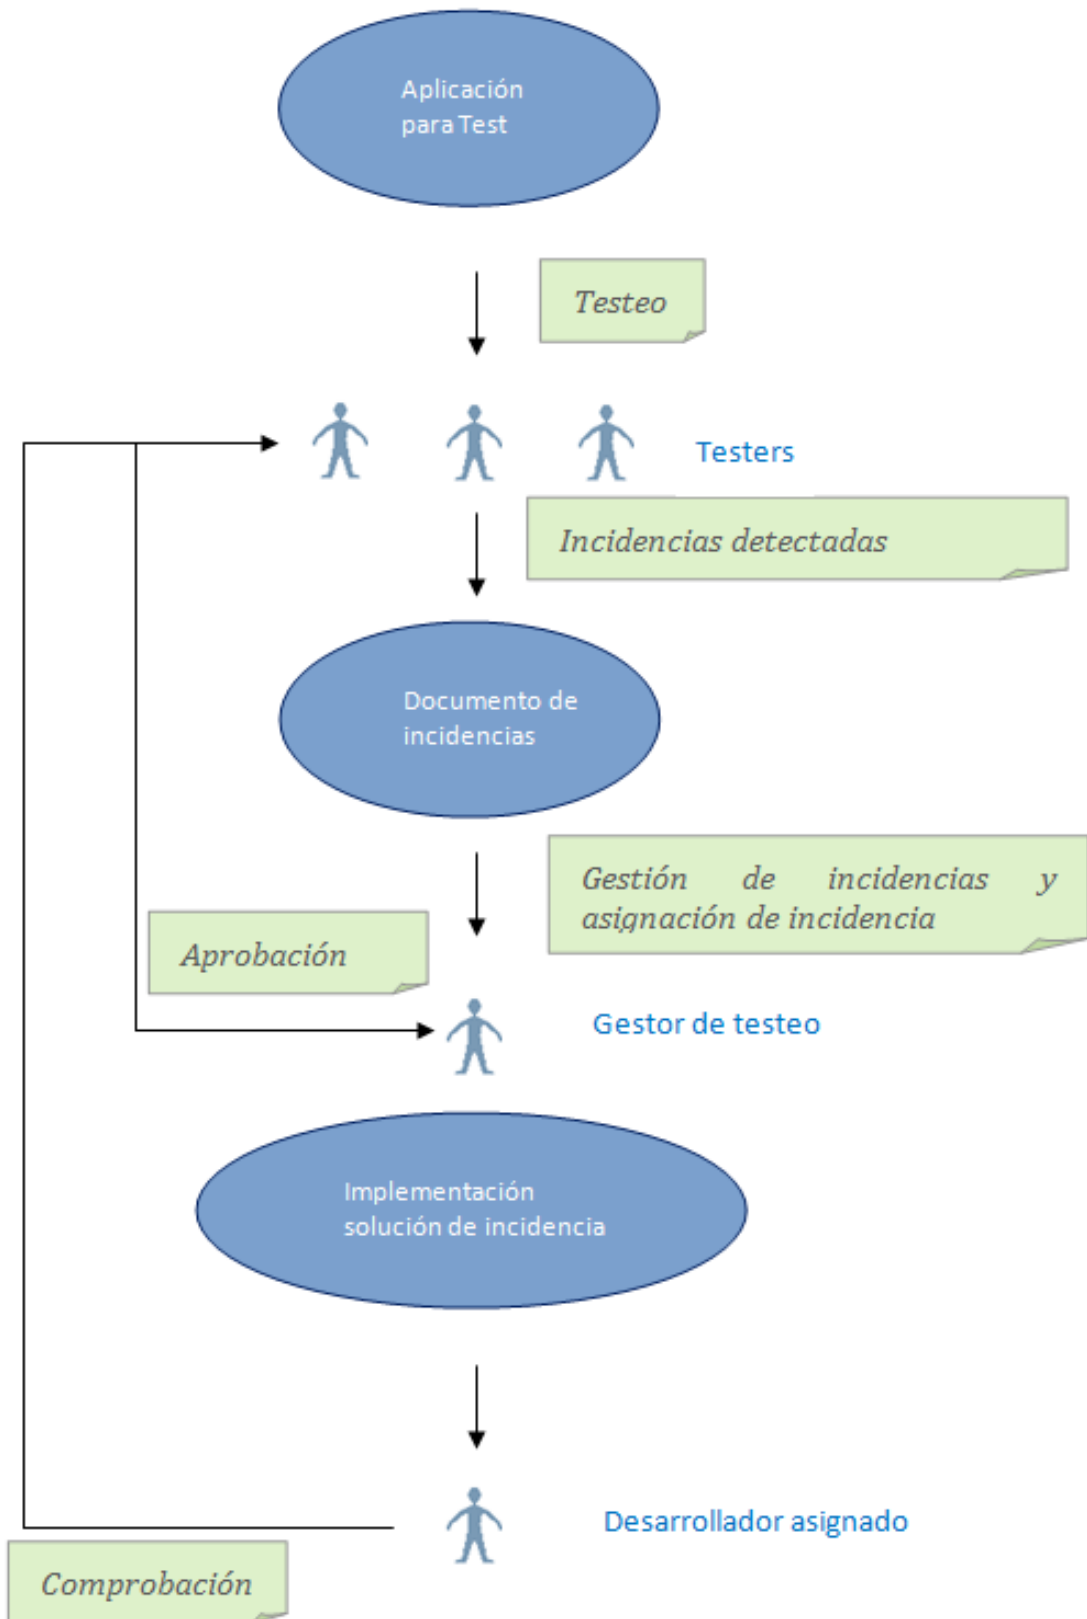 Aplicación
para Test
Testeo
Testers
Incidencias detectadas
Documento de
incidencias
Gestión de incidencias y
asignación de incidencia
Aprobación
Gestor de testeo
Implementación
solución de incidencia
Desarrollador asignado
Comprobación